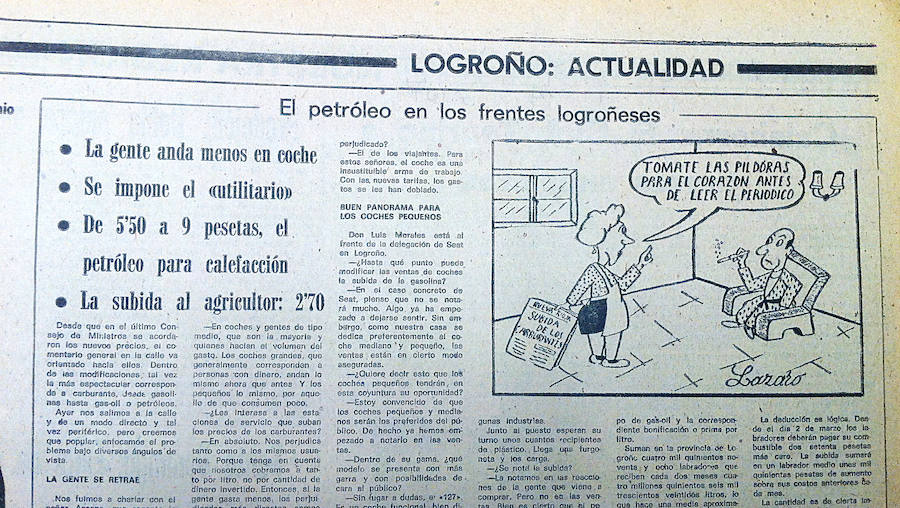 nio
LOGROÑO: ACTUALIDAD
El petróleo en los frentes logroñeses
● La gente anda menos en coche
● Se impone el «utilitario»
● De 5'50 a 9 pesetas, el
petróleo para calefacción
● La subida al agricultor: 2'70
Desde que en el último Con-
sejo de Ministros se acorda-
ron los nuevos precios, el co-
mentario general en la calle va
orientado hacia ellos. Dentro
de las modificaciones, tal vez
la más espectacular correspon-
da a carburante. Desde gasoli-
nas hasta gas-oil o petróleos.
Ayer nos salimos a la calle
y de un modo directo y tal
vez periférico, pero creemos
que popular, enfocamos el pro-
blema bajo diversos ángulos de
vista.
LA GENTE SE RETRAE
Nos fuimos a charlar con el
—En coches y gentes de tipo
medio, que son la mayoría y
quienes hacían el volumen del
gasto. Los coches grandes, que
generalmente corresponden a
personas con dinero, andan lo
mismo ahora que antes. Y los
pequeños lo mismo, por aque-
llo de que consumen poco.
—¿Les interesa a las esta-
ciones de servicio que suban
los precios de los carburantes?
—En absoluto. Nos perjudica
tanto como a los mismos usua-
rios. Porque tenga en cuenta
que nosotros cobramos a tan-
to por litro, no por cantidad de
dinero invertido. Entonces, si la
gente gasta menos, los perju-
perjudicado?
—El de los viajantes. Para
estos señores, el coche es una
insustituible arma de trabajo.
Con las nuevas tarifas, los gas-
tos se les han doblado.
BUEN PANORAMA PARA
LOS COCHES PEQUEÑOS
Don Luis Morales está al
frente de la delegación de Seat
en Logroño.
—¿Hasta qué punto puede
modificar las ventas de coches
la subida de la gasolina?
—En el caso concreto de
Seat, pienso que no se nota-
rá mucho. Algo ya ha empeza-
do a dejarse sentir. Sin em-
bargo, como nuestra casa se
dedica preferentemente al co-
che mediano y pequeño, las
ventas están en cierto modo
aseguradas.
—¿Quiere decir esto que los
coches pequeños tendrán, en
esta coyuntura su oportunidad?
—Estoy convencido de que
los coches pequeños y media-
nos serán los preferidos del pú-
blico. De hecho ya hemos em-
pezado a notarlo en las ven-
tas.
—Dentro de su gama, ¿qué
modelo se presenta con más
garra y con posibilidades de
cara al público?
—Sin lugar a dudas, el «127».
TOMATE LAS PILDÓRAS
PARA EL CORAZÓN ANTES
DE LEER EL PERIODICO
NUEVA
SUBIDA
DE LOS
CARBURANTES
Lazaro
gunas industrias.
Junto al puesto esperan su
turno unos cuantos recipientes
de plástico. Llega una furgo-
nota y los carga.
—¿Se nota la subida?
—La notamos en las reaccio-
nes de la gente que viene a
comprar. Pero no en las ven-
tas. Bien es cierto que el pe-
po de gas-oil y la correspon-
diente bonificación o prima por
litro.
Suman en la provincia de Lo-
groño, cuatro mil quinientos no-
venta y ocho labradores que
reciben cada dos meses cua-
tro millones quinientos seis mil
trescientos veintidós litros, lo
que hace una media aproxima-
La deducción es lógica. Des-
de el día 2 de marzo los la-
bradores deberán pagar su com-
bustible dos setenta pesetas
más caro. La subida sumará
en un labrador medio unas mil
quinientas pesetas de aumento
sobre sus costos anteriores ca-
da mes.
La cantidad es de cierta im-